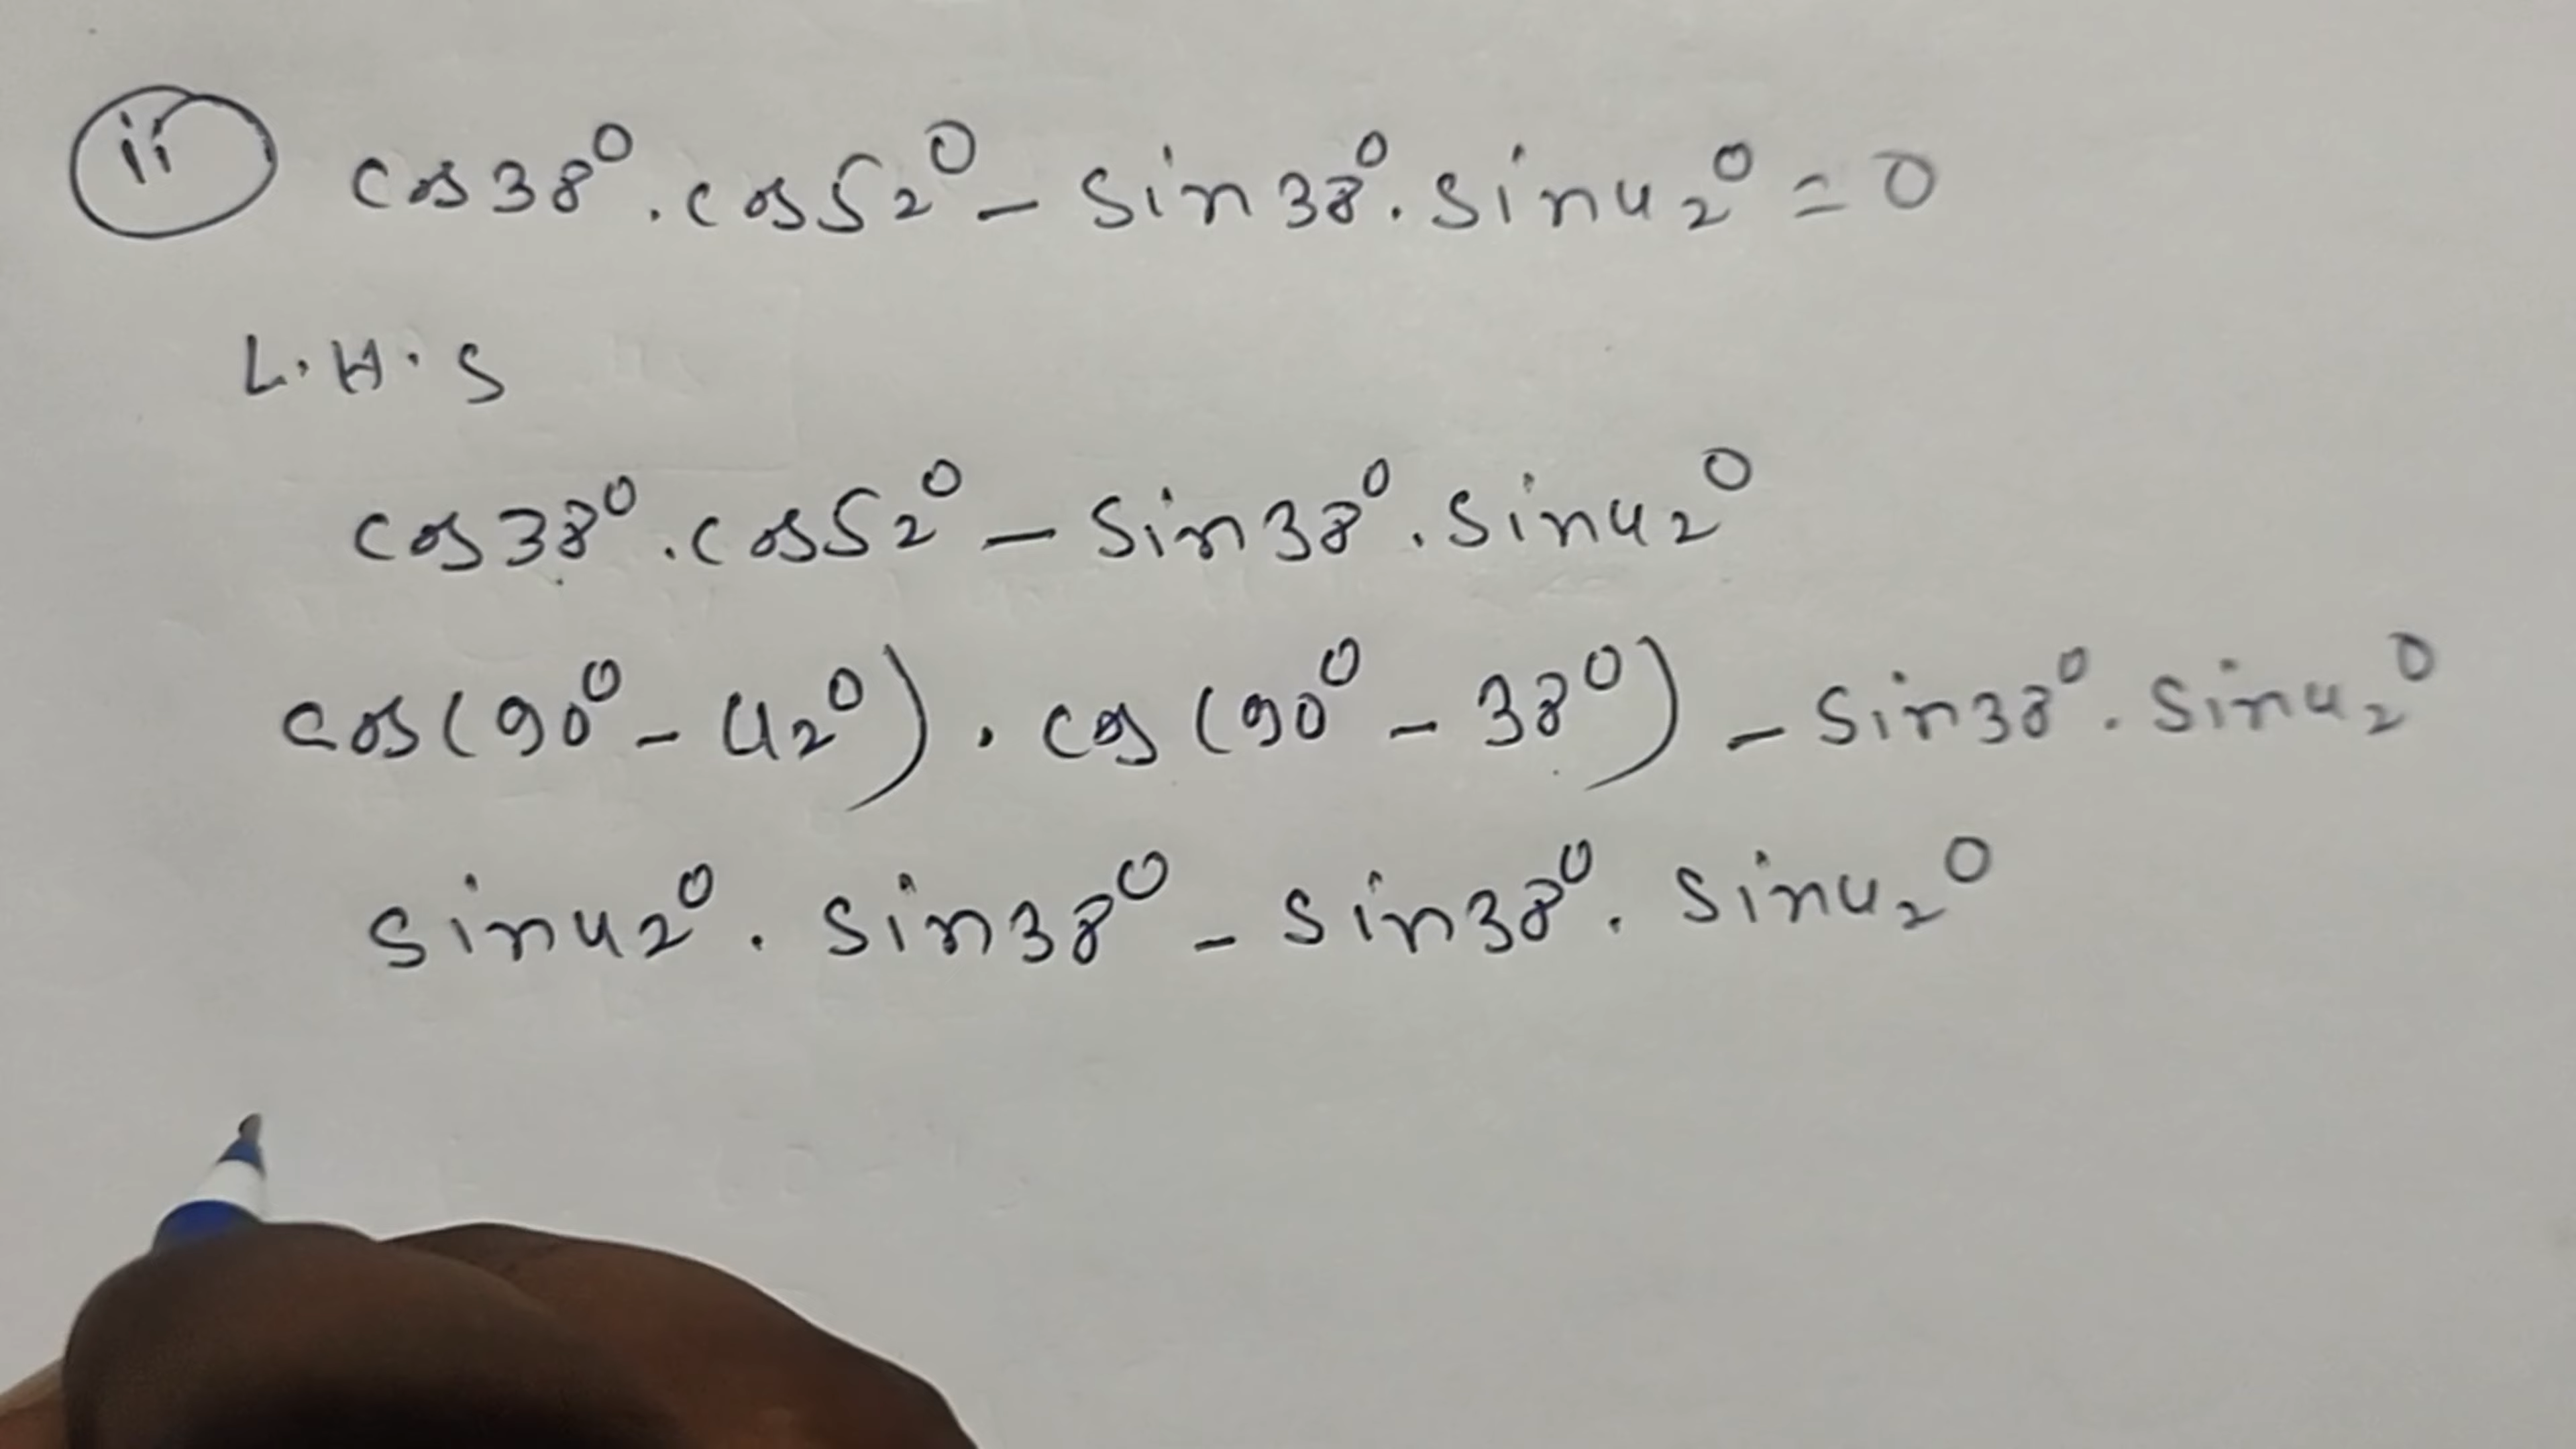 ii cos38°.cos52° - sin38°.sin42° = 0
L.H.S
cos38°.cos52° - sin38°.sin42°
cos(90° - 42°).cos(90° - 38°) - sin38°.sin42°
sin42°.sin38° - sin38°.sin42°